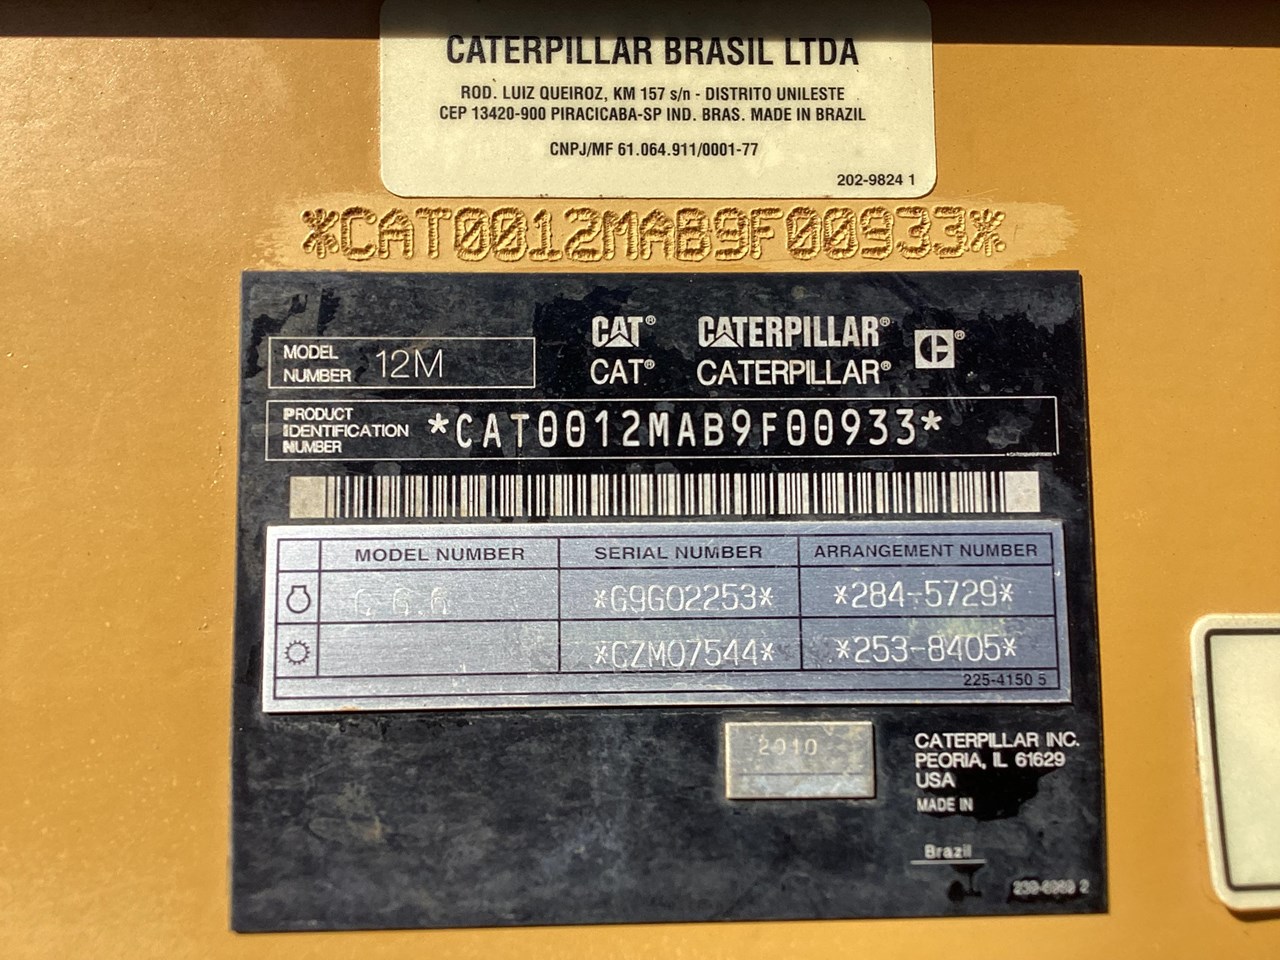 CATERPILLAR BRASIL LTDA
ROD. LUIZ QUEIROZ, KM 157 s/n - DISTRITO UNILESTE
CEP 13420-900 PIRACICABA-SP IND. BRAS. MADE IN BRAZIL
CNPJ/MF 61.064.911/0001-77
202-9824 1
*CAT0012MAB9F00933*
MODEL NUMBER 12M
CAT® CATERPILLAR® ®
CAT® CATERPILLAR®
PRODUCT IDENTIFICATION NUMBER *CAT0012MAB9F00933*
MODEL NUMBER SERIAL NUMBER ARRANGEMENT NUMBER
*G9G02253* *284-5729*
*CZM07544* *253-8405*
225-4150 5
2010
CATERPILLAR INC.
PEORIA, IL 61629
USA
MADE IN
Brazil